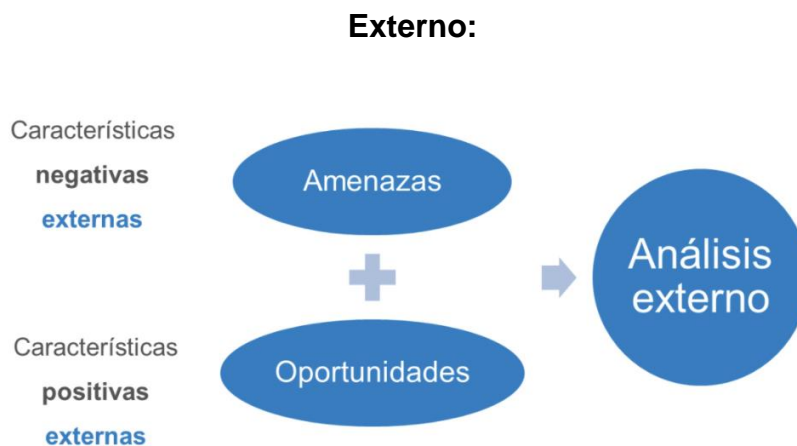 Externo:
Características
negativas
externas
Amenazas
Análisis
externo
Características
positivas
externas
Oportunidades